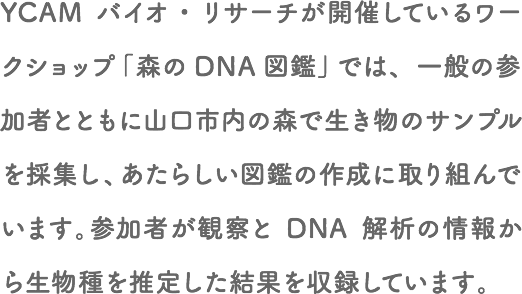 YCAM バイオ・リサーチが開催しているワー
クショップ「森の DNA 図鑑」では、一般の参
加者とともに山口市内の森で生き物のサンプル
を採集し、あたらしい図鑑の作成に取り組んで
います。参加者が観察と DNA 解析の情報か
ら生物種を推定した結果を収録しています。